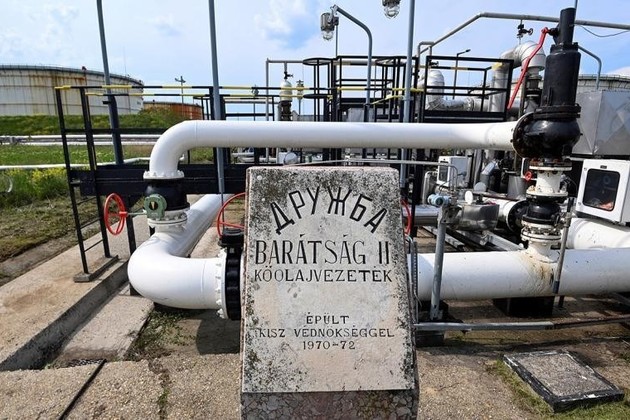 ДРУЖБА
BARÁTSÁG II
KŐOLAJVEZETÉK
ÉPÜLT
KISZ VÉDNÖKSÉGGEL
1970-72